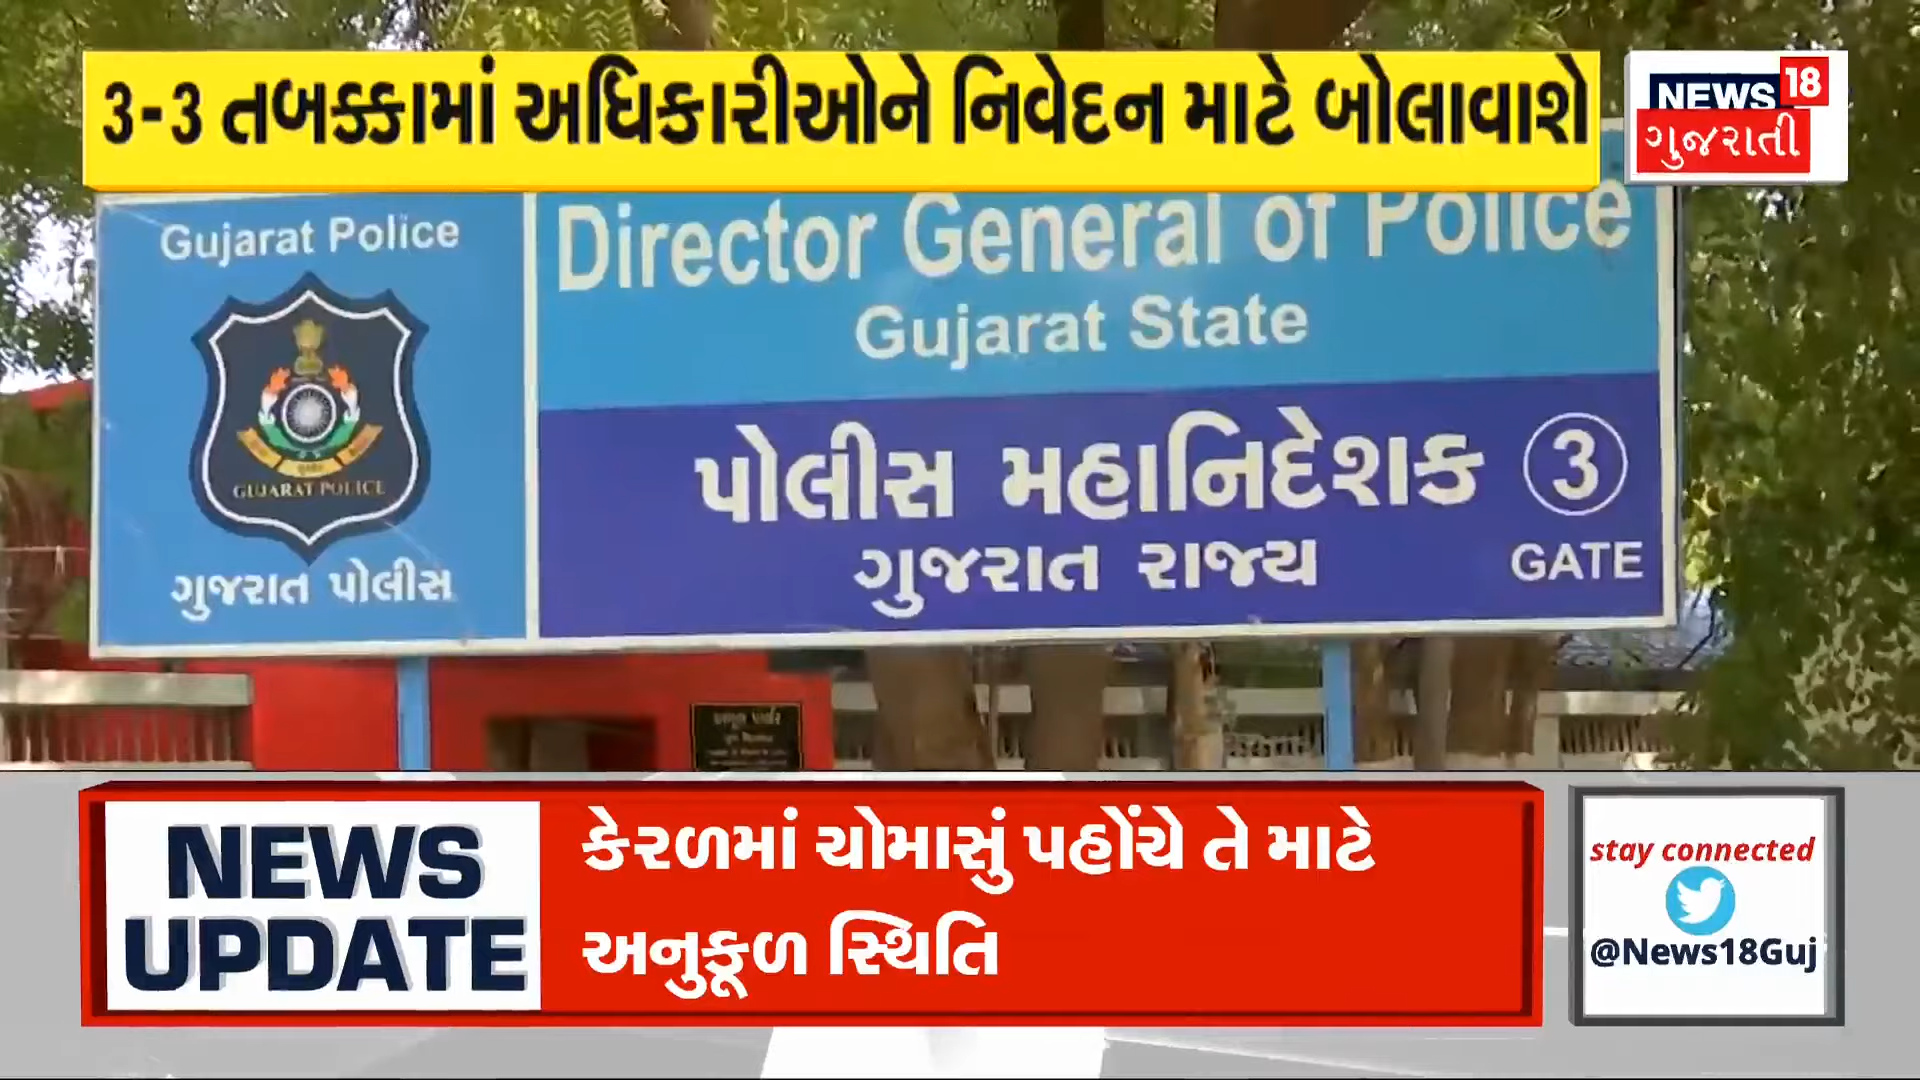 3-3 તબક્કામાં અધિકારીઓને નિવેદન માટે બોલાવાશે
NEWS 18
ગુજરાતી
Gujarat Police
GUJARAT POLICE
ગુજરાત પોલીસ
Director General of Police
Gujarat State
પોલીસ મહાનિદેશક
ગુજરાત રાજ્ય
3
GATE
NEWS
UPDATE
કેરળમાં ચોમાસું પહોંચે તે માટે
અનુકૂળ સ્થિતિ
stay connected
@News18Guj